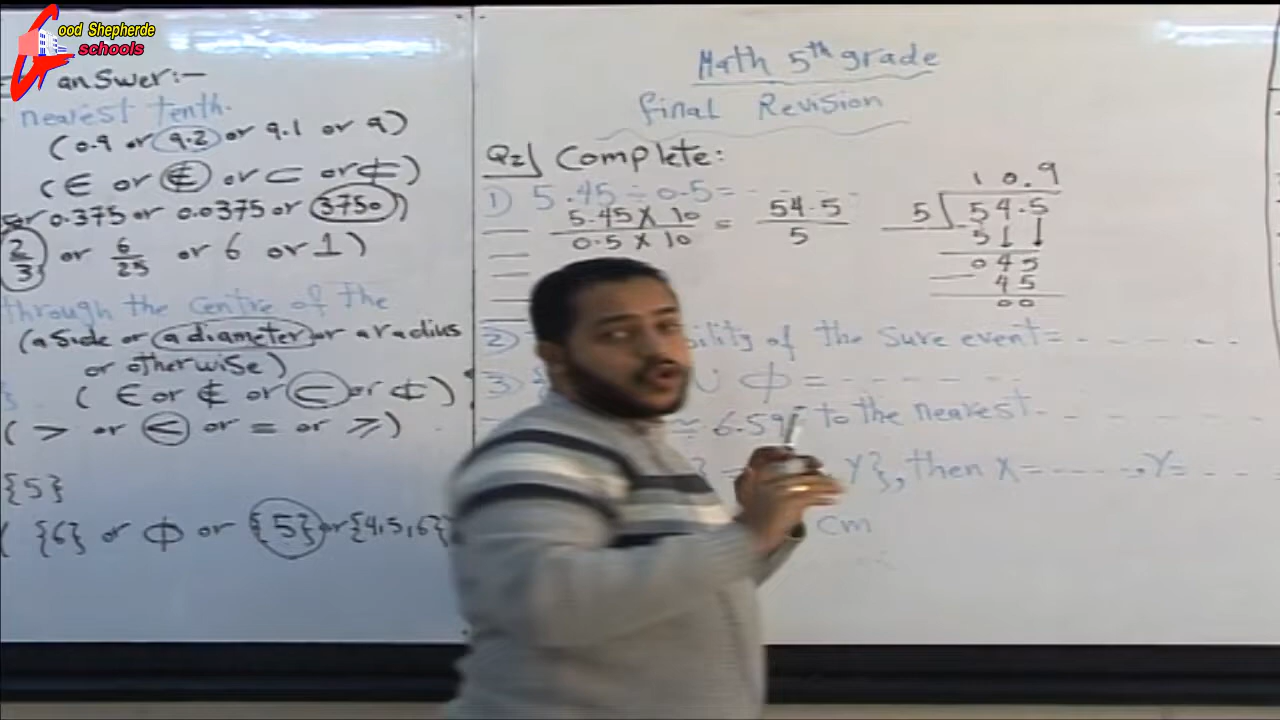 Good Shepherde
schools
answer:-
nearest tenth.
(0.9 or 9.2 or 9.1 or 9)
(∈ or ∉ or ⊂ or ⊄)
or 0.375 or 0.0375 or 3750)
2/3 or 6/25 or 6 or 1)
through the centre of the
(a side or a diameter or a radius
or otherwise)
} (∈ or ∉ or ⊂ or ⊄)
(> or < or = or ≥)
{5}
( {6} or Φ or {5} or {4,5,6}
Math 5th grade
final Revision
Q2) Complete:
1) 5.45 ÷ 0.5 = - - - - -
5.45 X 10 / 0.5 X 10 = 54.5 / 5
10.9
5 √54.5
5
045
45
00
2) bility of the Sure event = - - - - -
3) ∪ Φ = - - - - - -
≈ 6.59 to the nearest - - - - - -
} Y}, then X = - - - - -, Y = - - -
cm